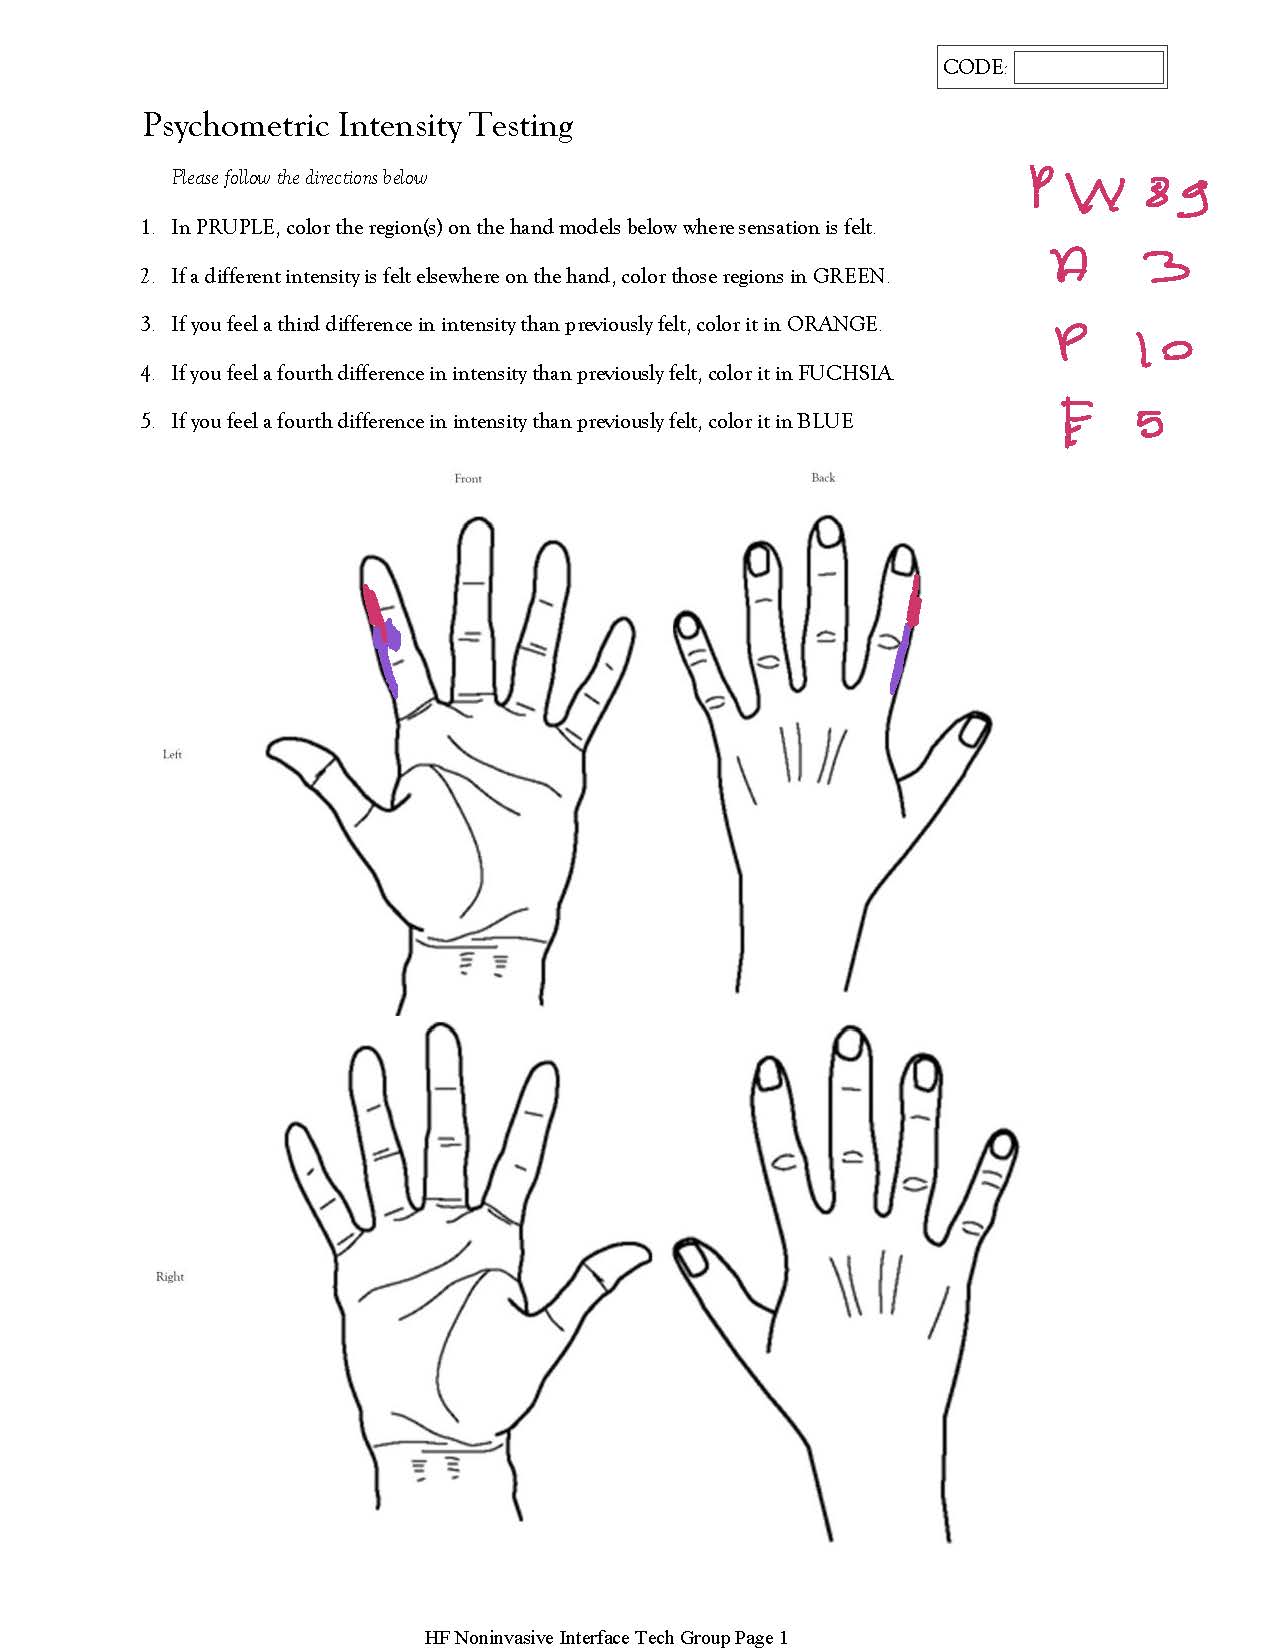 CODE:
Psychometric Intensity Testing
Please follow the directions below
1. In PRUPLE, color the region(s) on the hand models below where sensation is felt.
2. If a different intensity is felt elsewhere on the hand, color those regions in GREEN.
3. If you feel a third difference in intensity than previously felt, color it in ORANGE.
4. If you feel a fourth difference in intensity than previously felt, color it in FUCHSIA.
5. If you feel a fourth difference in intensity than previously felt, color it in BLUE
PW 89
A 3
P 10
F 5
Front
Back
Left
Right
HF Noninvasive Interface Tech Group Page 1